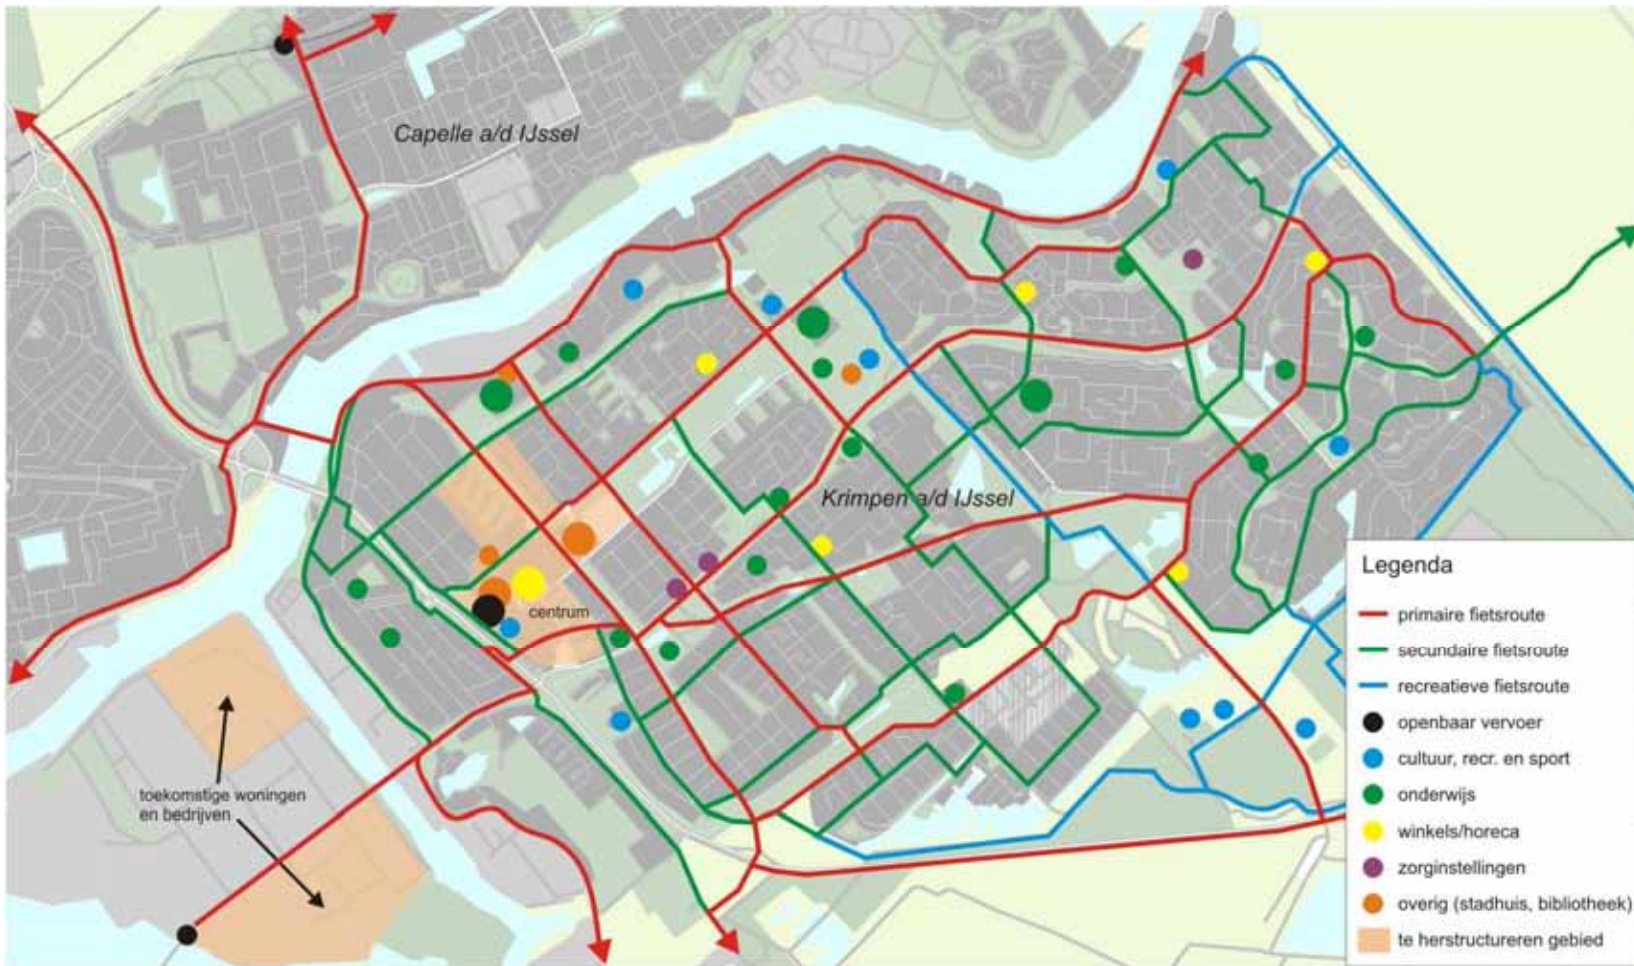 Capelle a/d IJssel
Krimpen a/d IJssel
centrum
toekomstige woningen
en bedrijven
Legenda
primaire fietsroute
secundaire fietsroute
recreatieve fietsroute
openbaar vervoer
cultuur, recr. en sport
onderwijs
winkels/horeca
zorginstellingen
overig (stadhuis, bibliotheek)
te herstructureren gebied